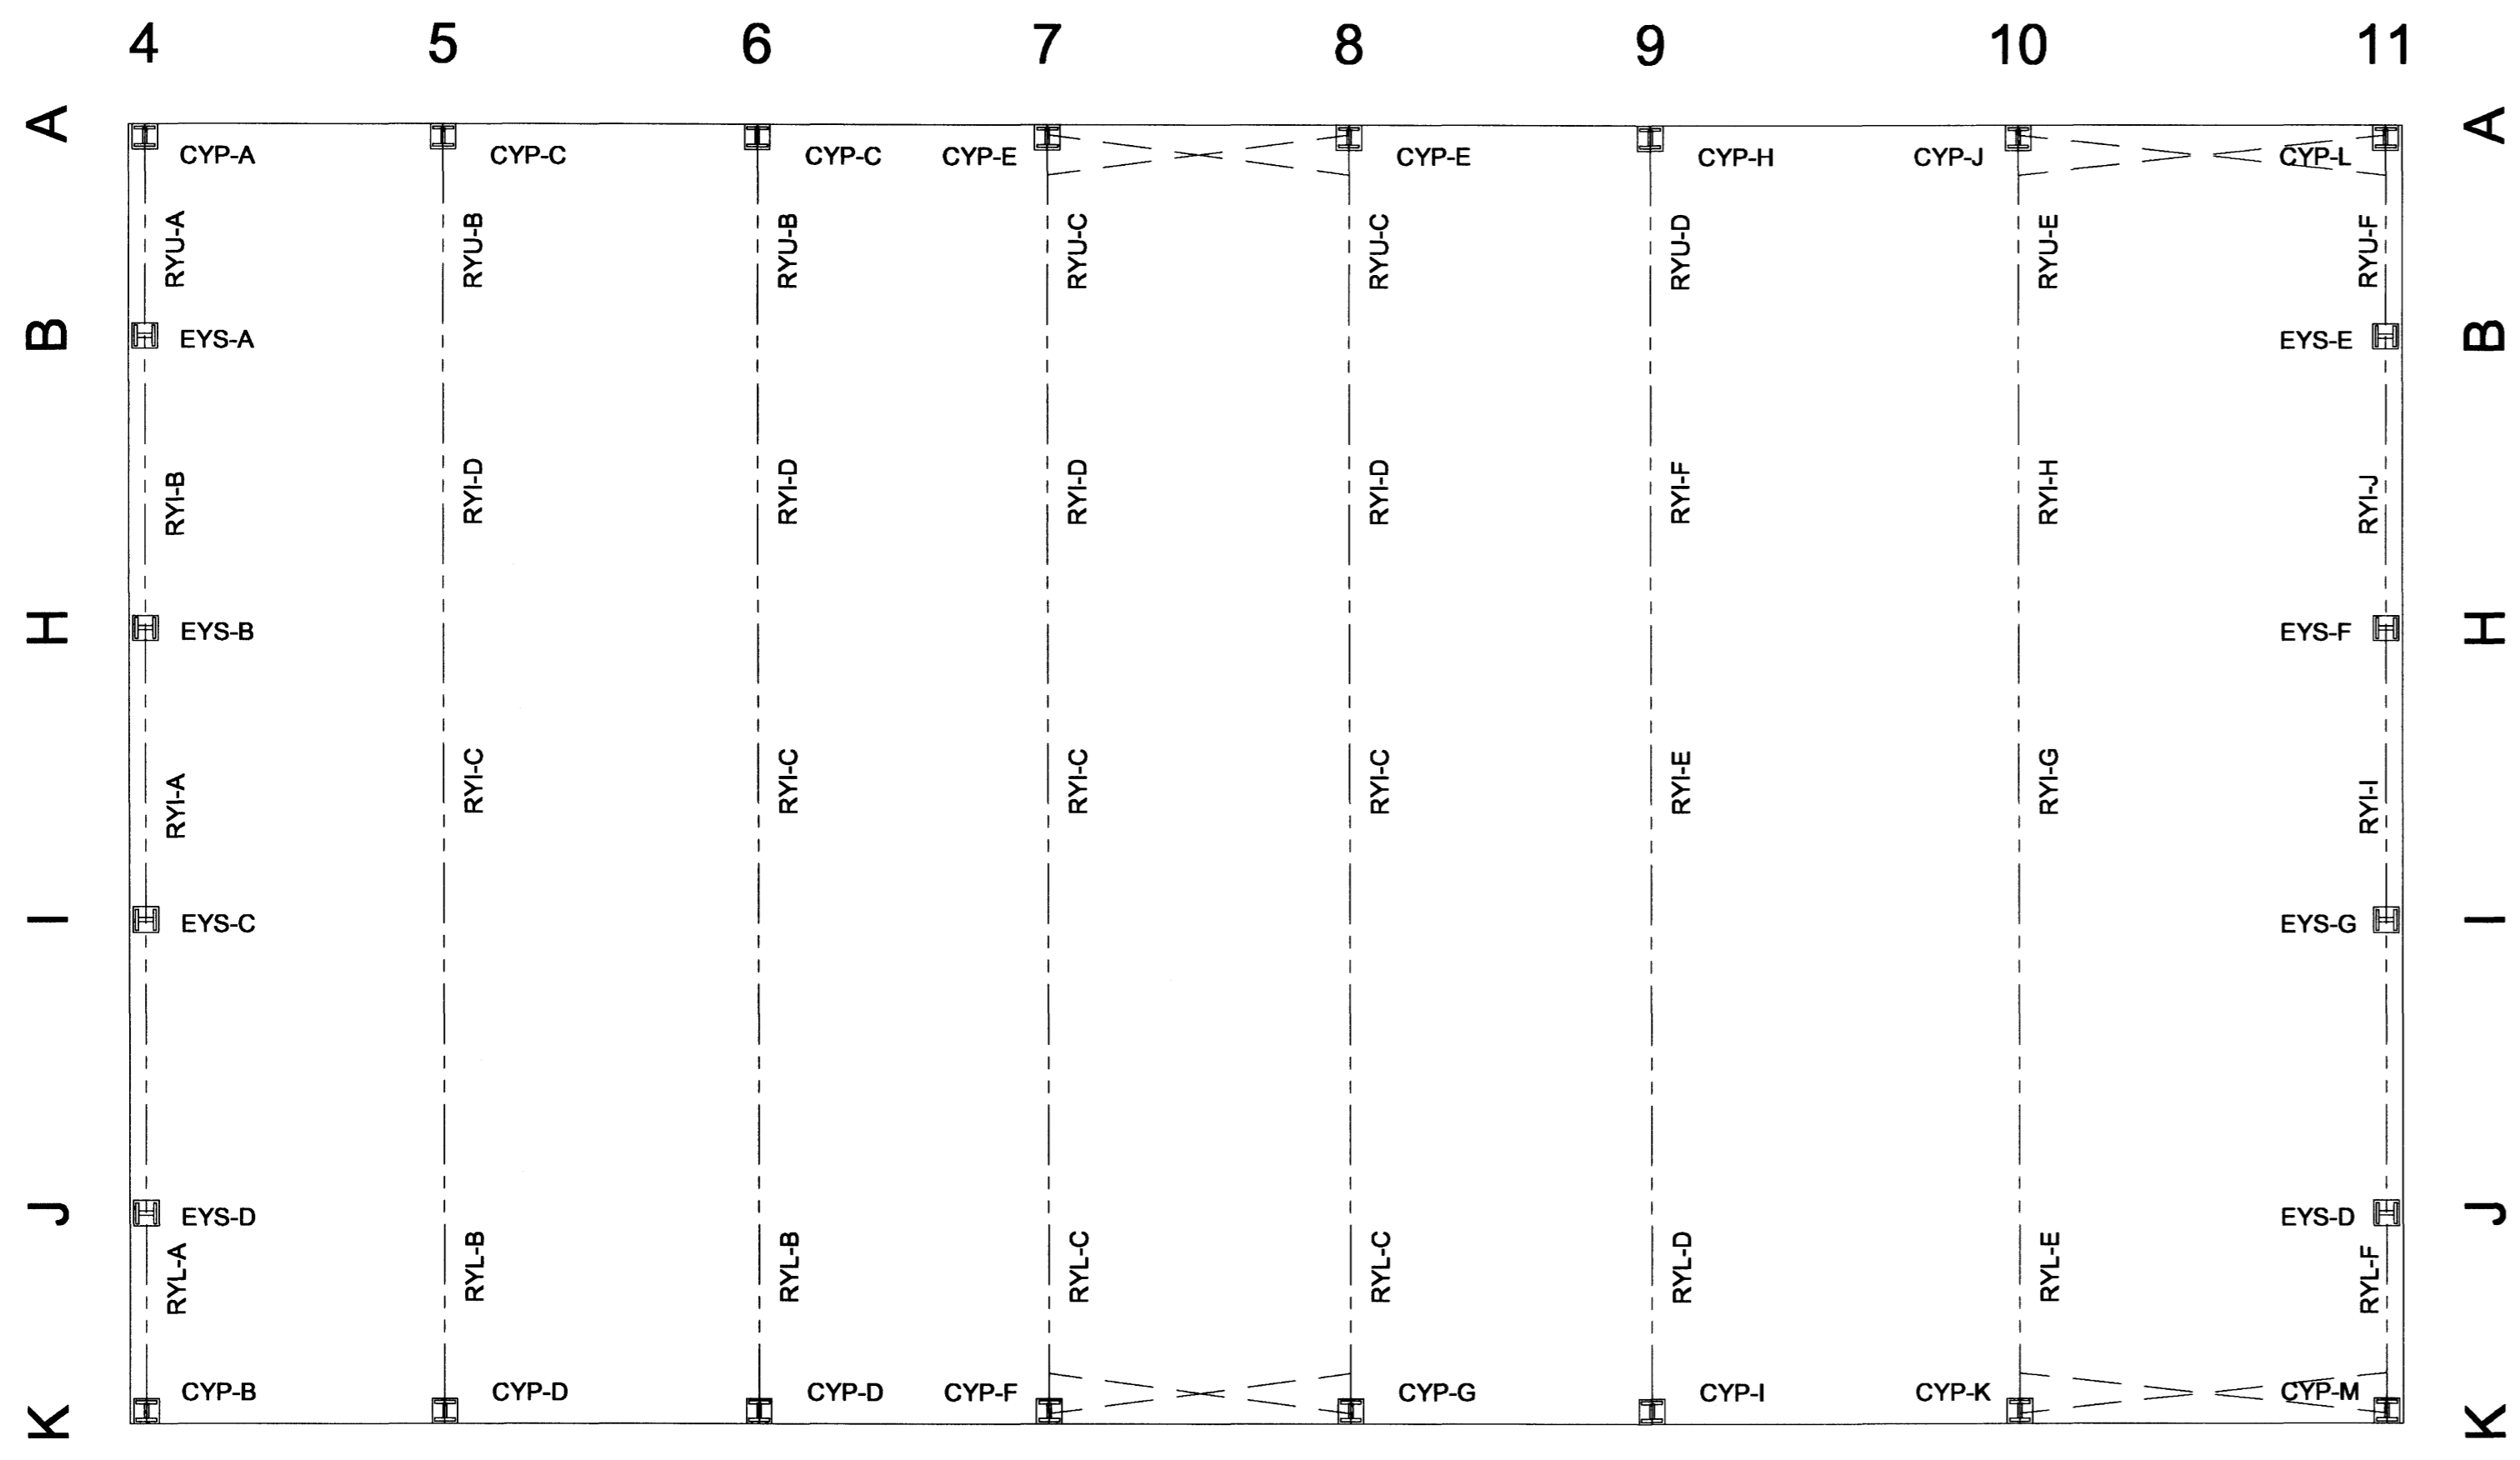 4 5 6 7 8 9 10 11
A A
CYP-A CYP-C CYP-C CYP-E CYP-E CYP-H CYP-J CYP-L
RYU-A RYU-B RYU-B RYU-C RYU-C RYU-D RYU-E RYU-F
B EYS-A EYS-E B
RYI-B RYI-D RYI-D RYI-D RYI-D RYI-F RYI-H RYI-J
H EYS-B EYS-F H
RYI-A RYI-C RYI-C RYI-C RYI-C RYI-E RYI-G RYI-I
I EYS-C EYS-G I
J EYS-D EYS-D J
RYL-A RYL-B RYL-B RYL-C RYL-C RYL-D RYL-E RYL-F
CYP-B CYP-D CYP-D CYP-F CYP-G CYP-I CYP-K CYP-M
K K